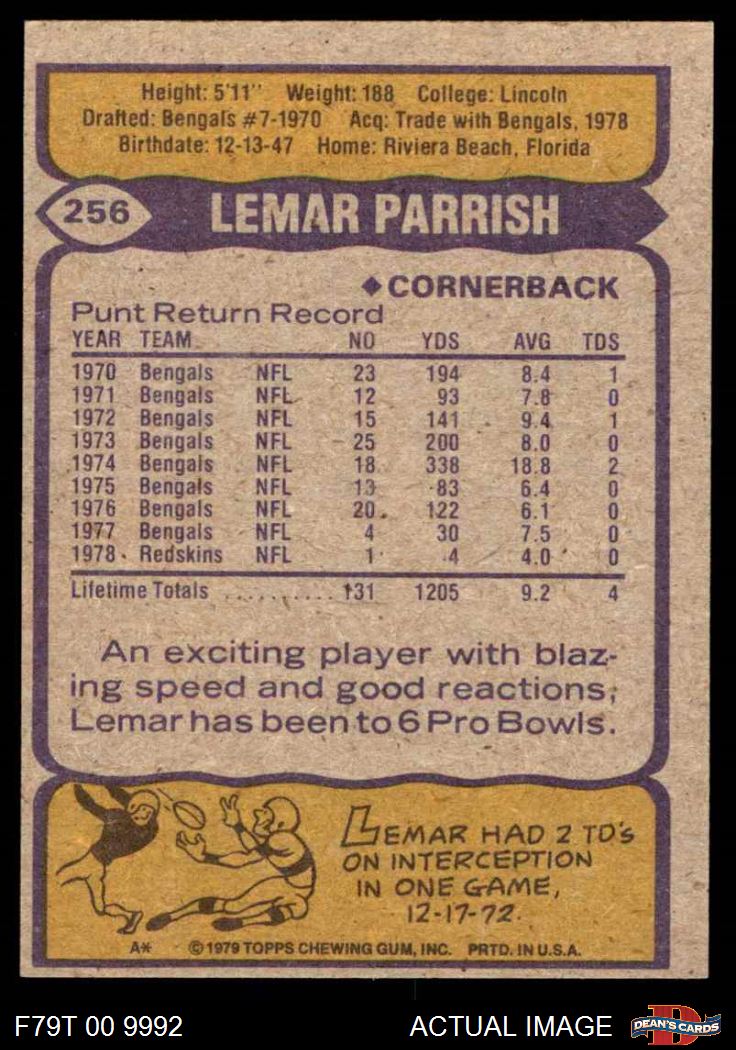 Height: 5'11" Weight: 188 College: Lincoln
Drafted: Bengals #7-1970 Acq: Trade with Bengals, 1978
Birthdate: 12-13-47 Home: Riviera Beach, Florida
256 LEMAR PARRISH
◆CORNERBACK
Punt Return Record
YEAR TEAM NO YDS AVG TDS
1970 Bengals NFL 23 194 8.4 1
1971 Bengals NFL 12 93 7.8 0
1972 Bengals NFL 15 141 9.4 1
1973 Bengals NFL 25 200 8.0 0
1974 Bengals NFL 18 338 18.8 2
1975 Bengals NFL 13 83 6.4 0
1976 Bengals NFL 20 122 6.1 0
1977 Bengals NFL 4 30 7.5 0
1978 Redskins NFL 1 4 4.0 0
Lifetime Totals .......... 131 1205 9.2 4
An exciting player with blaz-
ing speed and good reactions,
Lemar has been to 6 Pro Bowls.
LEMAR HAD 2 TD's
ON INTERCEPTION
IN ONE GAME,
12-17-72.
A* ©1979 TOPPS CHEWING GUM, INC. PRTD. IN U.S.A.
F79T 00 9992 ACTUAL IMAGE DEAN'S CARDS